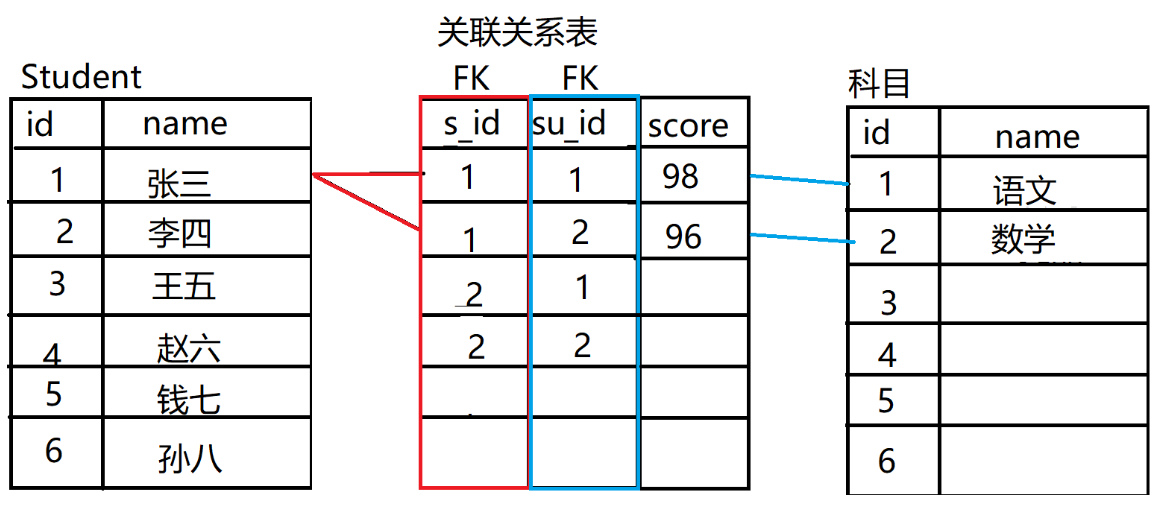 关联关系表
Student
FK FK
科目
id name
s_id su_id score
id name
1 张三
1 1 98
1 语文
2 李四
1 2 96
2 数学
3 王五
2 1
3
4 赵六
2 2
4
5 钱七
5
6 孙八
6